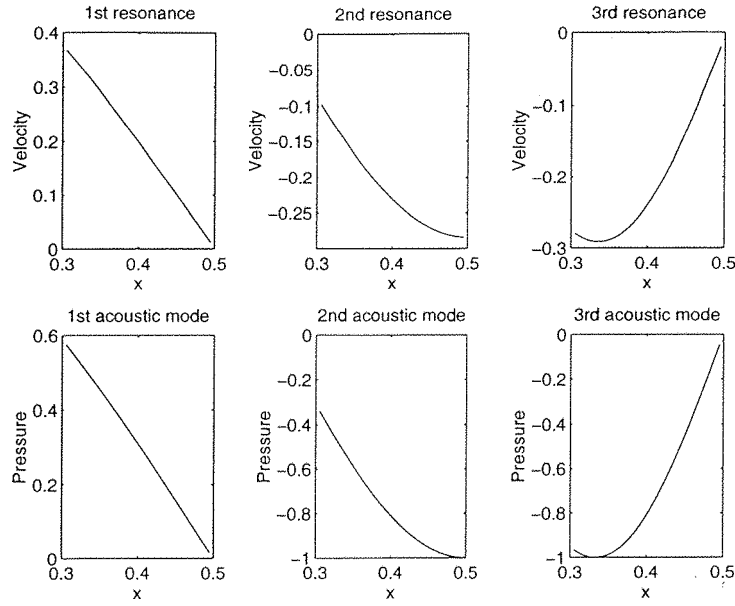 1st resonance
0.4
0.3
0.2
0.1
0
Velocity
0.3 0.4 0.5
x
2nd resonance
0
−0.05
−0.1
−0.15
−0.2
−0.25
Velocity
0.3 0.4 0.5
x
3rd resonance
0
−0.1
−0.2
−0.3
Velocity
0.3 0.4 0.5
x
1st acoustic mode
0.6
0.4
0.2
0
Pressure
0.3 0.4 0.5
x
2nd acoustic mode
0
−0.2
−0.4
−0.6
−0.8
−1
Pressure
0.3 0.4 0.5
x
3rd acoustic mode
0
−0.2
−0.4
−0.6
−0.8
−1
Pressure
0.3 0.4 0.5
x